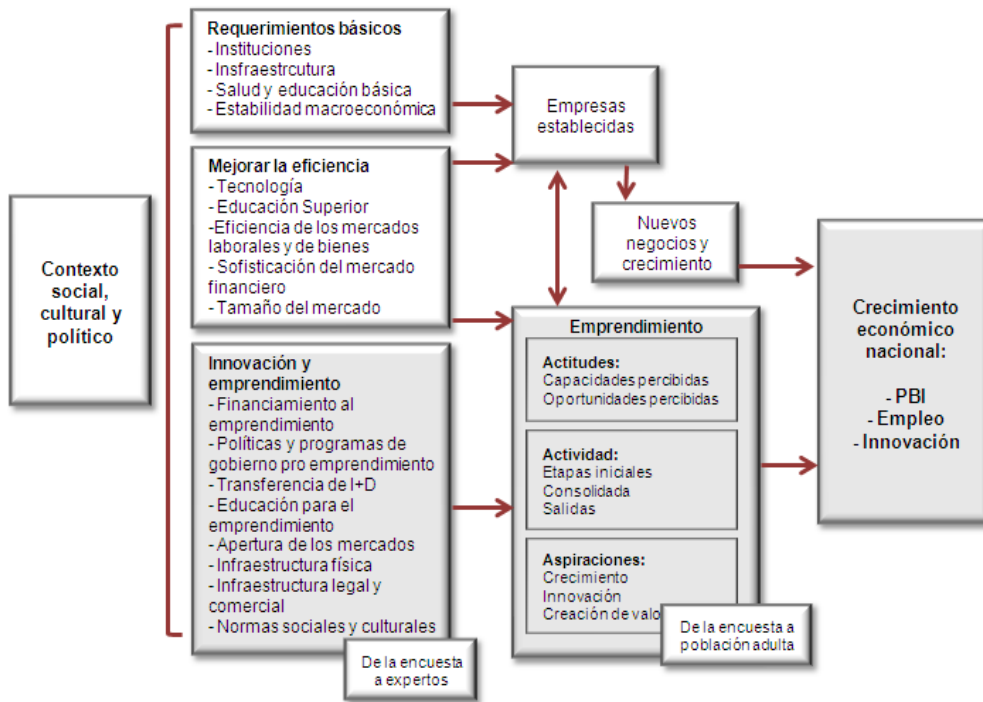 Contexto
social,
cultural y
político
Requerimientos básicos
- Instituciones
- Insfraestrcutura
- Salud y educación básica
- Estabilidad macroeconómica
Mejorar la eficiencia
- Tecnología
- Educación Superior
-Eficiencia de los mercados
laborales y de bienes
- Sofisticación del mercado
financiero
- Tamaño del mercado
Innovación y
emprendimiento
- Financiamiento al
emprendimiento
- Políticas y programas de
gobierno pro emprendimiento
- Transferencia de I+D
- Educación para el
emprendimiento
- Apertura de los mercados
- Infraestructura física
- Infraestructura legal y
comercial
- Normas sociales y culturales
De la encuesta
a expertos
Empresas
establecidas
Nuevos
negocios y
crecimiento
Emprendimiento
Actitudes:
Capacidades percibidas
Oportunidades percibidas
Actividad:
Etapas iniciales
Consolidada
Salidas
Aspiraciones:
Crecimiento
Innovación
Creación de valo
De la encuesta a
población adulta
Crecimiento
económico
nacional:
- PBI
- Empleo
- Innovación